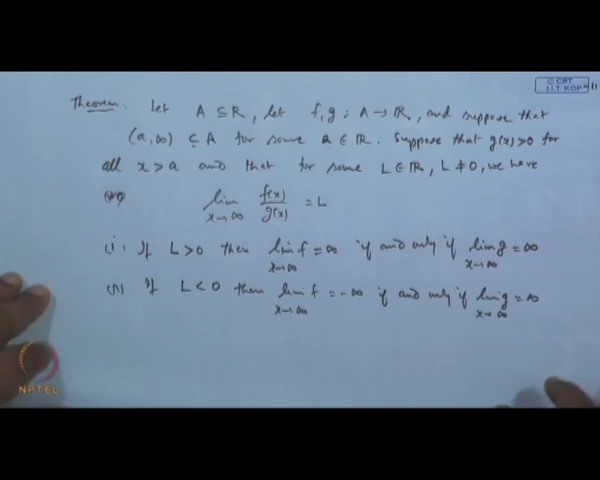 © CET
I.I.T. KGP
Theorem. Let A ⊆ R, let f, g : A → R, and suppose that
(a, ∞) ⊆ A for some a ∈ R. Suppose that g(x) > 0 for
all x > a and that for some L ∈ R, L ≠ 0, we have
lim x→∞ f(x)/g(x) = L
(i) If L > 0 then lim x→∞ f = ∞ if and only if lim x→∞ g = ∞
(ii) If L < 0 then lim x→∞ f = -∞ if and only if lim x→∞ g = ∞
NPTEL